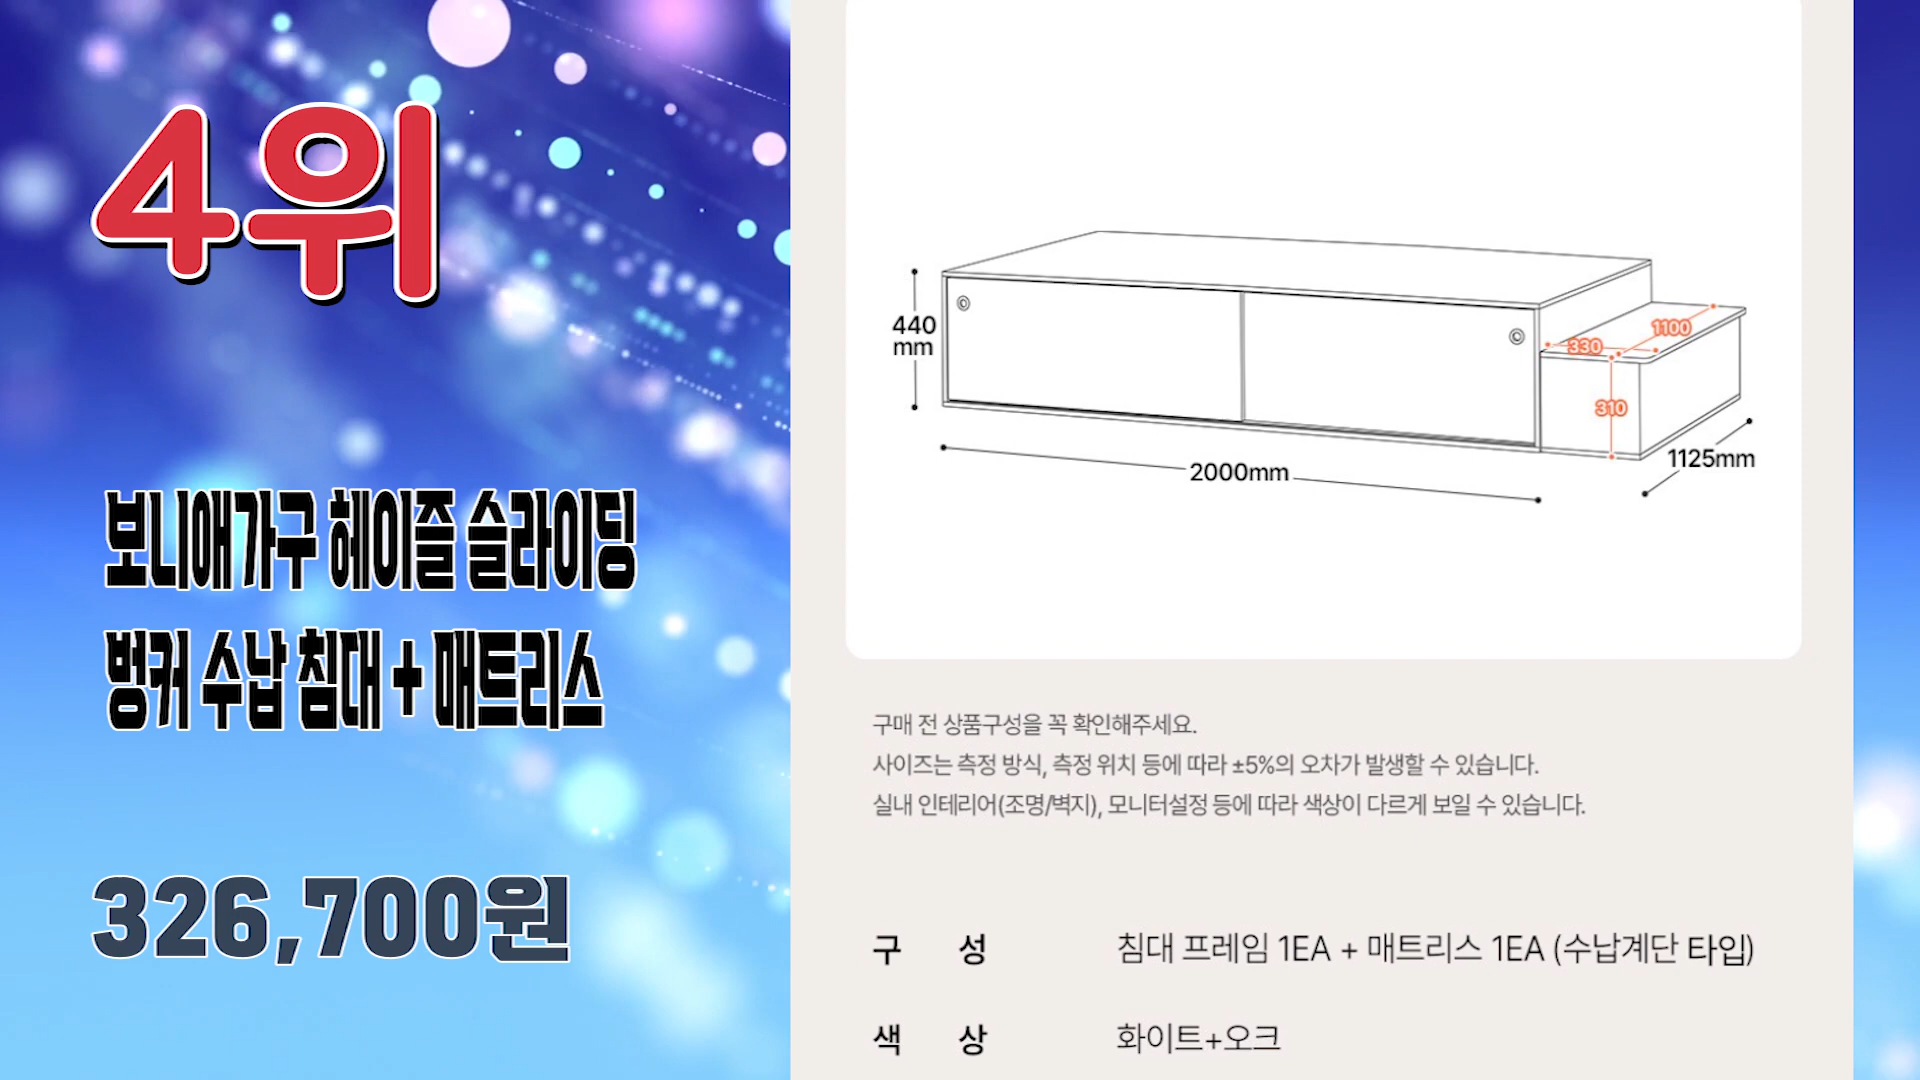 4위
보니애가구 헤이즐 슬라이딩
벙커 수납 침대 + 매트리스
326,700원
440
mm
2000mm
1125mm
330
1100
310
구매 전 상품구성을 꼭 확인해주세요.
사이즈는 측정 방식, 측정 위치 등에 따라 ±5%의 오차가 발생할 수 있습니다.
실내 인테리어(조명/벽지), 모니터설정 등에 따라 색상이 다르게 보일 수 있습니다.
구 성 침대 프레임 1EA + 매트리스 1EA (수납계단 타입)
색 상 화이트+오크